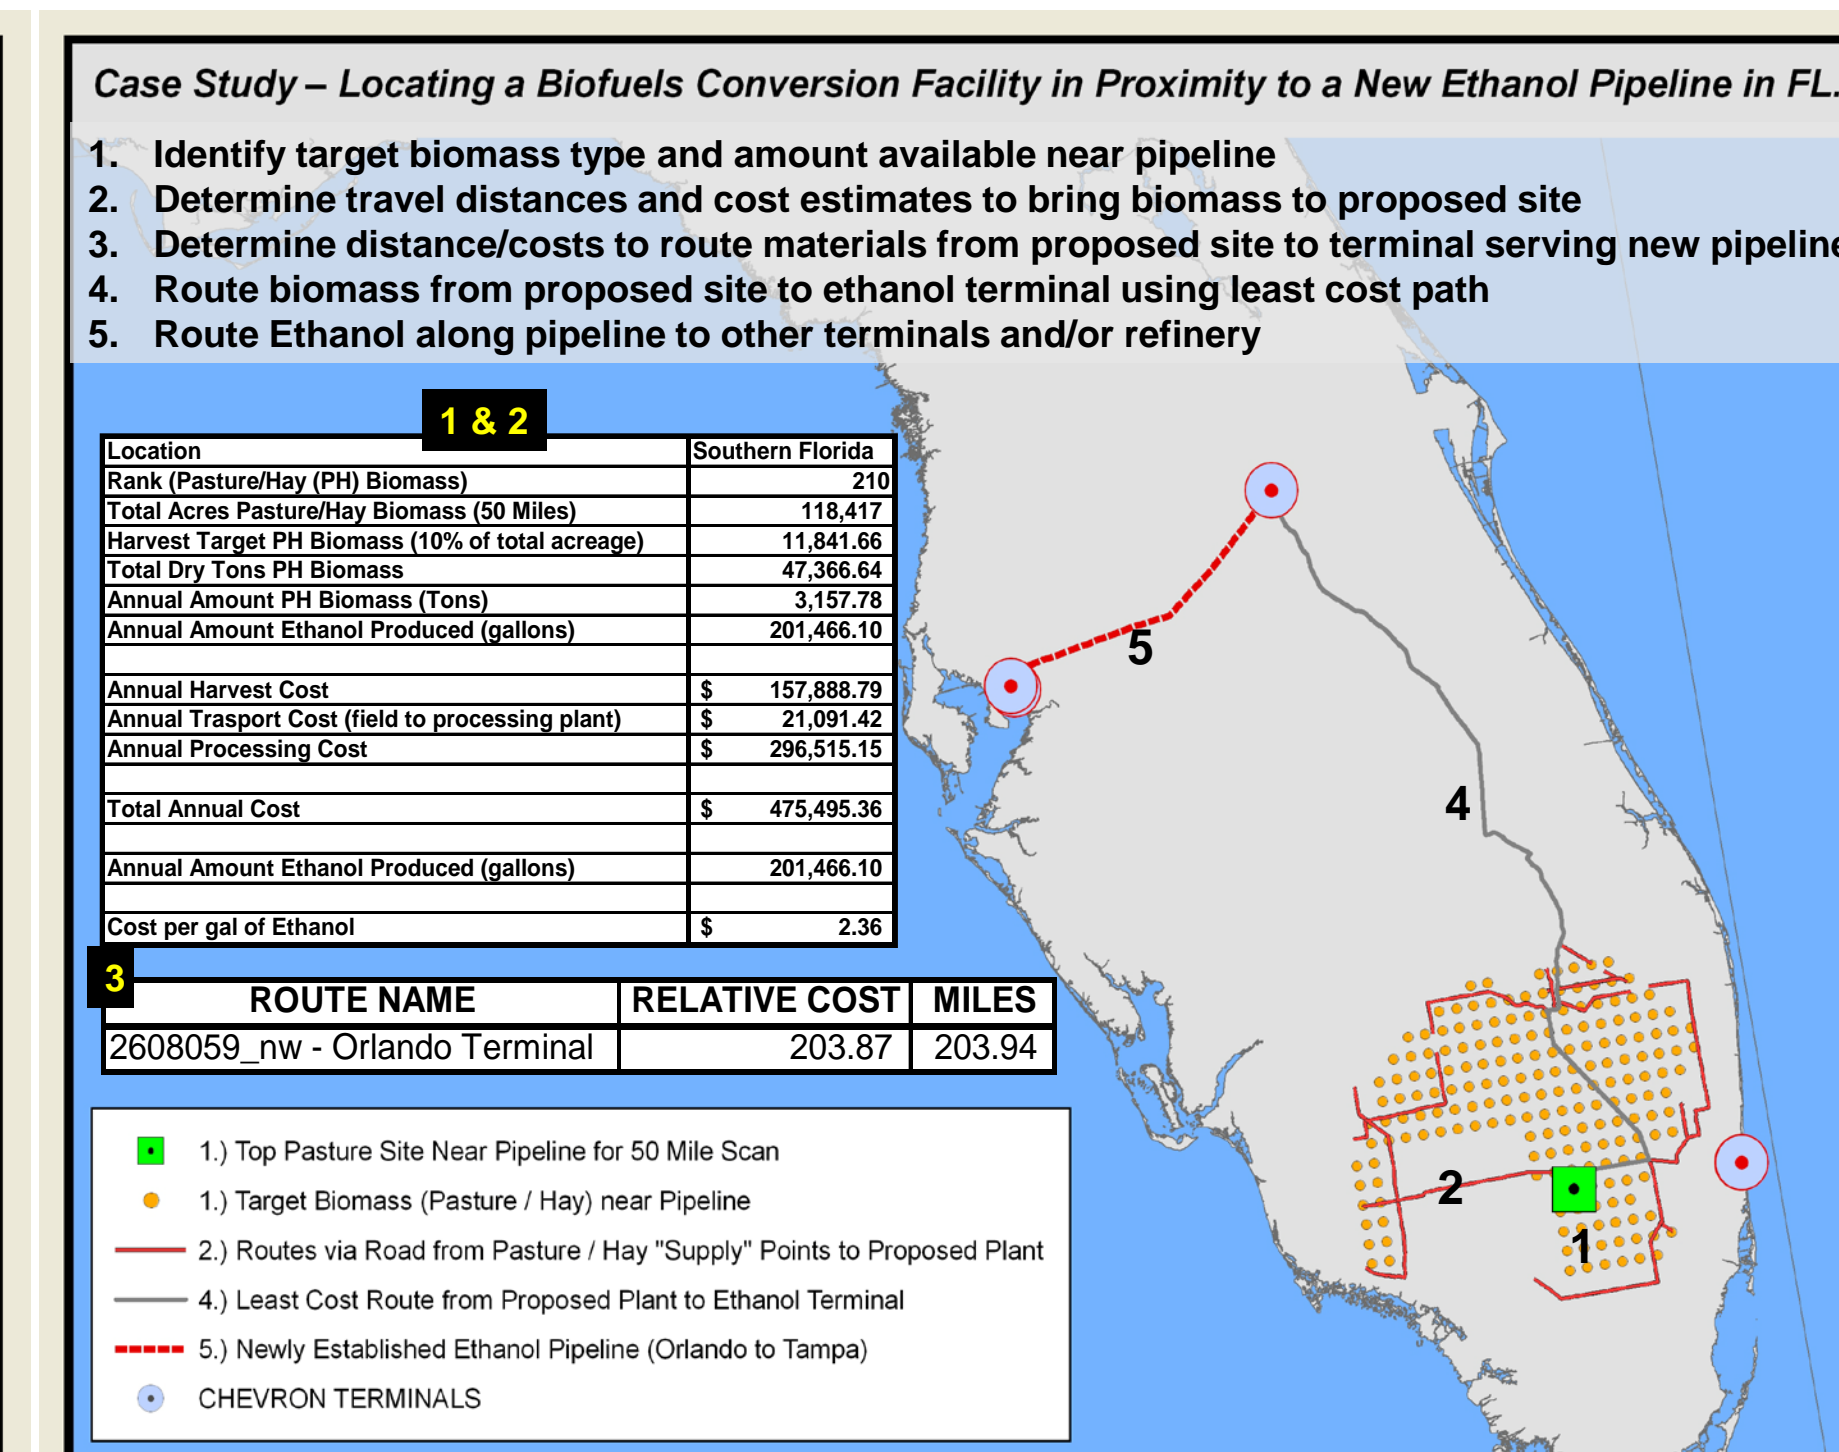 Case Study – Locating a Biofuels Conversion Facility in Proximity to a New Ethanol Pipeline in FL.
1. Identify target biomass type and amount available near pipeline
2. Determine travel distances and cost estimates to bring biomass to proposed site
3. Determine distance/costs to route materials from proposed site to terminal serving new pipeline
4. Route biomass from proposed site to ethanol terminal using least cost path
5. Route Ethanol along pipeline to other terminals and/or refinery
1 & 2
Location Southern Florida
Rank (Pasture/Hay (PH) Biomass) 210
Total Acres Pasture/Hay Biomass (50 Miles) 118,417
Harvest Target PH Biomass (10% of total acreage) 11,841.66
Total Dry Tons PH Biomass 47,366.64
Annual Amount PH Biomass (Tons) 3,157.78
Annual Amount Ethanol Produced (gallons) 201,466.10
Annual Harvest Cost $ 157,888.79
Annual Trasport Cost (field to processing plant) $ 21,091.42
Annual Processing Cost $ 296,515.15
Total Annual Cost $ 475,495.36
Annual Amount Ethanol Produced (gallons) 201,466.10
Cost per gal of Ethanol $ 2.36
3
ROUTE NAME RELATIVE COST MILES
2608059_nw - Orlando Terminal 203.87 203.94
1.) Top Pasture Site Near Pipeline for 50 Mile Scan
1.) Target Biomass (Pasture / Hay) near Pipeline
2.) Routes via Road from Pasture / Hay "Supply" Points to Proposed Plant
4.) Least Cost Route from Proposed Plant to Ethanol Terminal
5.) Newly Established Ethanol Pipeline (Orlando to Tampa)
CHEVRON TERMINALS
5
4
2
1